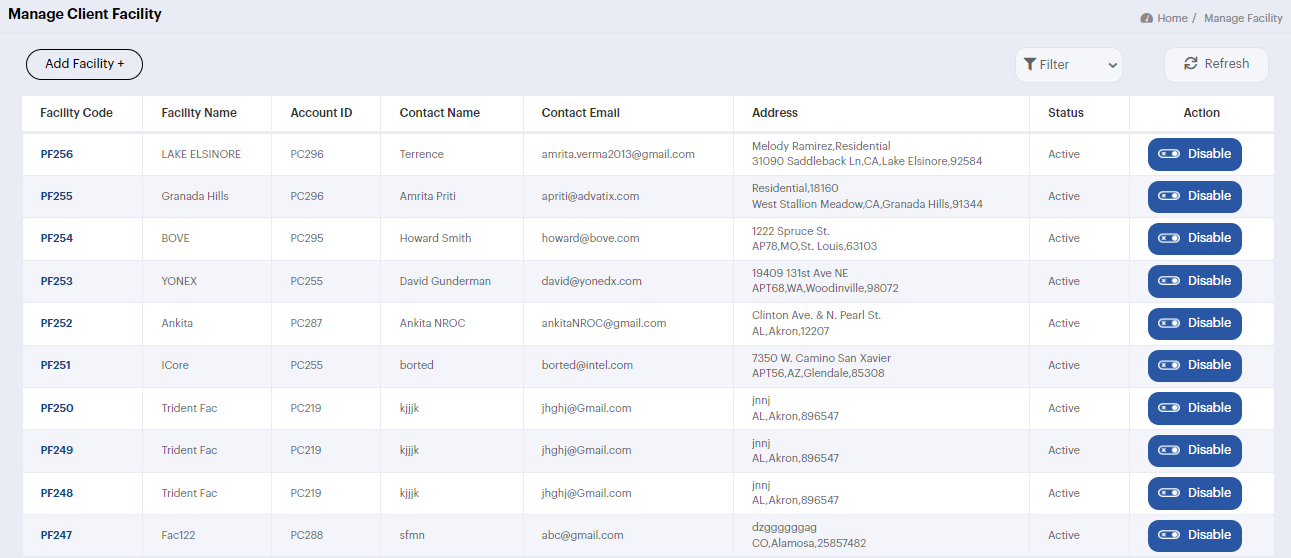 Manage Client Facility
Home / Manage Facility
Add Facility +
Filter
Refresh
Facility Code Facility Name Account ID Contact Name Contact Email Address Status Action
PF256 LAKE ELSINORE PC296 Terrence amrita.verma2013@gmail.com Melody Ramirez,Residential Active Disable
31090 Saddleback Ln,CA,Lake Elsinore,92584
PF255 Granada Hills PC296 Amrita Priti apriti@advatix.com Residential,18160 Active Disable
West Stallion Meadow,CA,Granada Hills,91344
PF254 BOVE PC295 Howard Smith howard@bove.com 1222 Spruce St. Active Disable
AP78,MO,St. Louis,63103
PF253 YONEX PC255 David Gunderman david@yonedx.com 19409 131st Ave NE Active Disable
APT68,WA,Woodinville,98072
PF252 Ankita PC287 Ankita NROC ankitaNROC@gmail.com Clinton Ave. & N. Pearl St. Active Disable
AL,Akron,12207
PF251 ICore PC255 borted borted@intel.com 7350 W. Camino San Xavier Active Disable
APT56,AZ,Glendale,85308
PF250 Trident Fac PC219 kjjjk jhghj@Gmail.com jnnj Active Disable
AL,Akron,896547
PF249 Trident Fac PC219 kjjjk jhghj@Gmail.com jnnj Active Disable
AL,Akron,896547
PF248 Trident Fac PC219 kjjjk jhghj@Gmail.com jnnj Active Disable
AL,Akron,896547
PF247 Fac122 PC288 sfmn abc@gmail.com dzggggggag Active Disable
CO,Alamosa,25857482